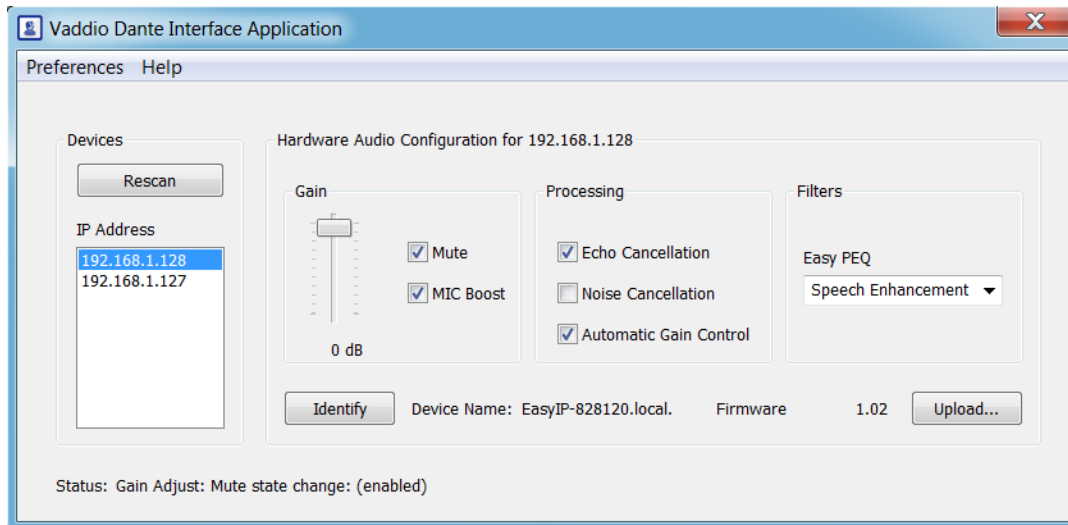 Vaddio Dante Interface Application
X
Preferences Help
Devices
Rescan
IP Address
192.168.1.128
192.168.1.127
Hardware Audio Configuration for 192.168.1.128
Gain
0 dB
Mute
MIC Boost
Processing
Echo Cancellation
Noise Cancellation
Automatic Gain Control
Filters
Easy PEQ
Speech Enhancement
Identify Device Name: EasyIP-828120.local. Firmware 1.02 Upload...
Status: Gain Adjust: Mute state change: (enabled)